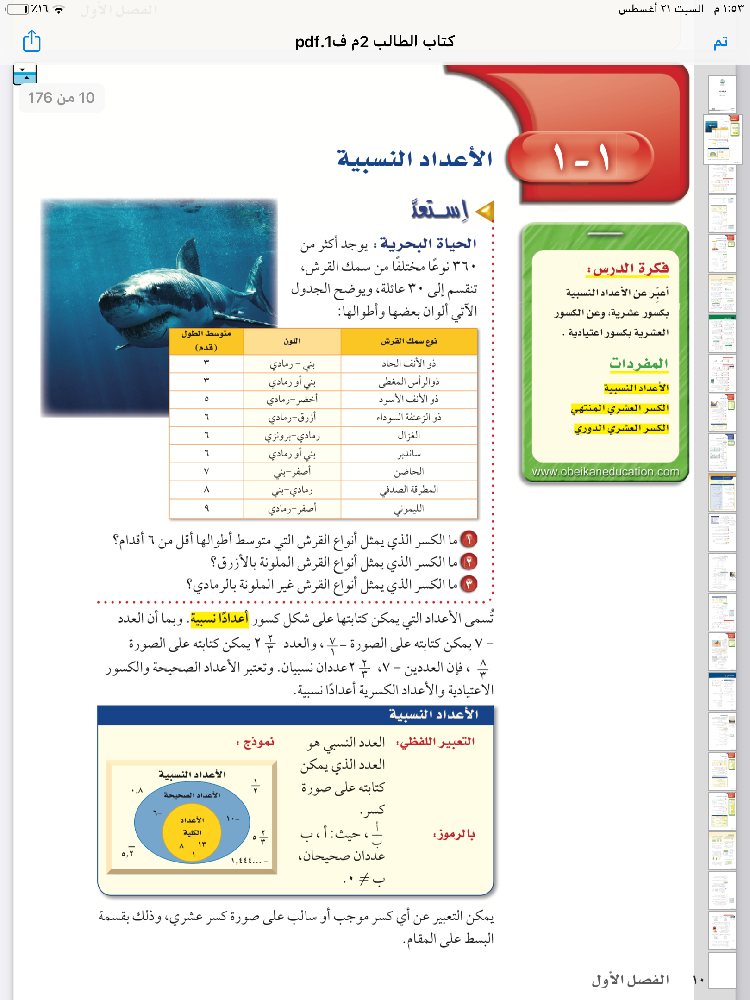 ١:٥٣ م السبت ٢١ أغسطس
٪١٦
الفصل الأول
تم
كتاب الطالب 2م ف1.pdf
10 من 176
١-١
الأعداد النسبية
اِستعدَّ
الحياة البحرية: يوجد أكثر من
٣٦٠ نوعًا مختلفًا من سمك القرش،
تنقسم إلى ٣٠ عائلة، ويوضح الجدول
الآتي ألوان بعضها وأطوالها:
نوع سمك القرش اللون متوسط الطول (قدم)
ذو الأنف الحاد بني – رمادي ٣
ذوالرأس المغطى بني أو رمادي ٣
ذو الأنف الأسود أخضر–رمادي ٥
ذو الزعنفة السوداء أزرق–رمادي ٦
الغزال رمادي–برونزي ٦
ساندبر بني أو رمادي ٦
الحاضن أصفر–بني ٧
المطرقة الصدفي رمادي–بني ٨
الليموني أصفر–رمادي ٩
١ ما الكسر الذي يمثل أنواع القرش التي متوسط أطوالها أقل من ٦ أقدام؟
٢ ما الكسر الذي يمثل أنواع القرش الملونة بالأزرق؟
٣ ما الكسر الذي يمثل أنواع القرش غير الملونة بالرمادي؟
فكرة الدرس:
أعبِّر عن الأعداد النسبية
بكسور عشرية، وعن الكسور
العشرية بكسور اعتيادية .
المفردات
الأعداد النسبية
الكسر العشري المنتهي
الكسر العشري الدوري
www.obeikaneducation.com
تُسمى الأعداد التي يمكن كتابتها على شكل كسور أعدادًا نسبية. وبما أن العدد
– ٧ يمكن كتابته على الصورة – ٧/١ ، والعدد ٢ ٢/٣ يمكن كتابته على الصورة
٨/٣ ، فإن العددين – ٧، ٢ ٢/٣ عددان نسبيان. وتعتبر الأعداد الصحيحة والكسور
الاعتيادية والأعداد الكسرية أعدادًا نسبية.
الأعداد النسبية
التعبير اللفظي: العدد النسبي هو
العدد الذي يمكن
كتابته على صورة
كسر.
بالرموز: أ/ب ، حيث: أ ، ب
عددان صحيحان،
ب ≠ ٠.
نموذج :
الأعداد النسبية
١/٢
٠,٨
الأعداد الصحيحة
–٦
–١٠
الأعداد
الكلية
١٣ ٨
١
٥ ٢/٣
٥,٢̅
– ١,٤٤٤...
يمكن التعبير عن أي كسر موجب أو سالب على صورة كسر عشري، وذلك بقسمة
البسط على المقام.
١٠ الفصل الأول